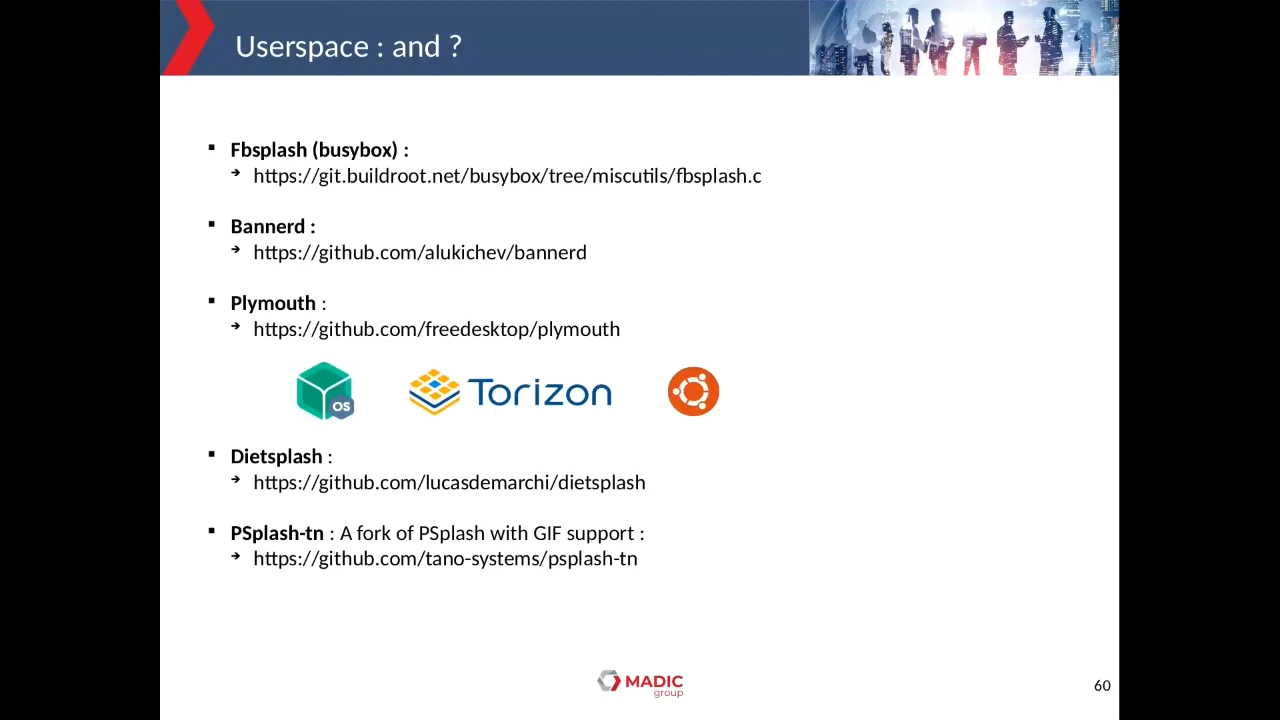 Userspace : and ?
Fbsplash (busybox) :
https://git.buildroot.net/busybox/tree/miscutils/fbsplash.c
Bannerd :
https://github.com/alukichev/bannerd
Plymouth :
https://github.com/freedesktop/plymouth
OS
Torizon
Dietsplash :
https://github.com/lucasdemarchi/dietsplash
PSplash-tn : A fork of PSplash with GIF support :
https://github.com/tano-systems/psplash-tn
MADIC
group
60